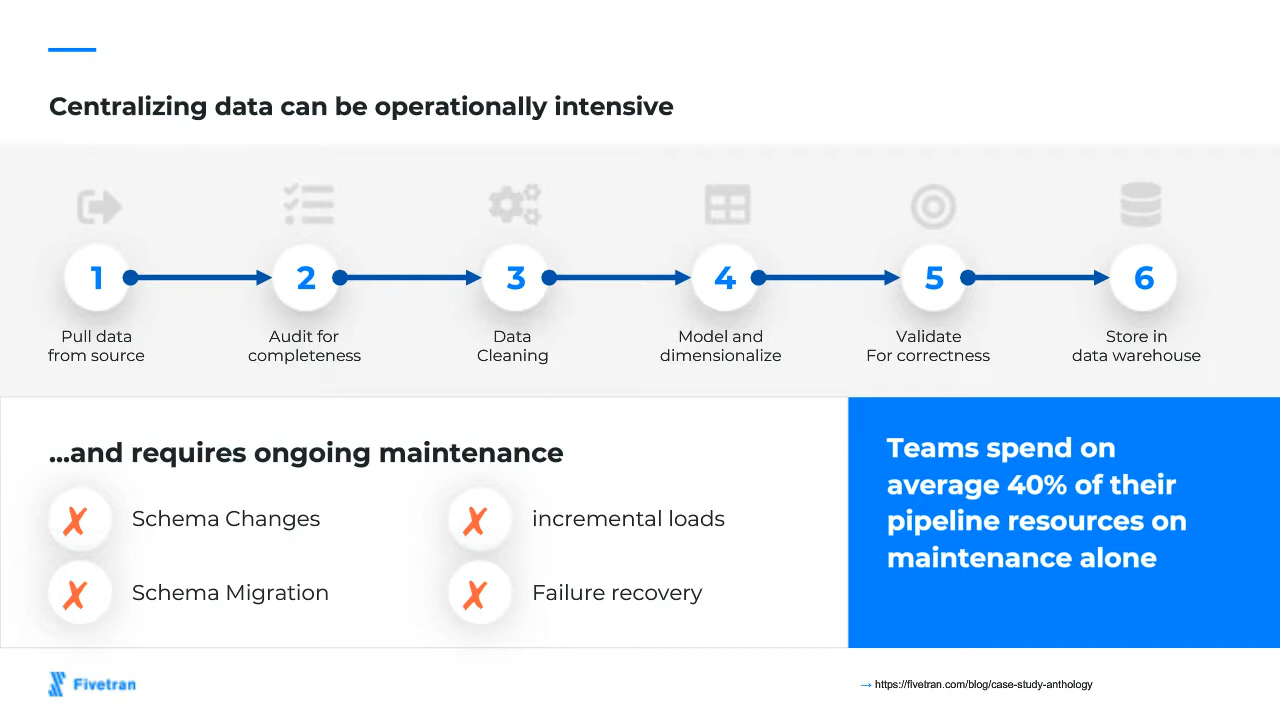 Centralizing data can be operationally intensive
1
2
3
4
5
6
Pull data
from source
Audit for
completeness
Data
Cleaning
Model and
dimensionalize
Validate
For correctness
Store in
data warehouse
...and requires ongoing maintenance
✗ Schema Changes
✗ incremental loads
✗ Schema Migration
✗ Failure recovery
Teams spend on
average 40% of their
pipeline resources on
maintenance alone
Fivetran
→ https://fivetran.com/blog/case-study-anthology